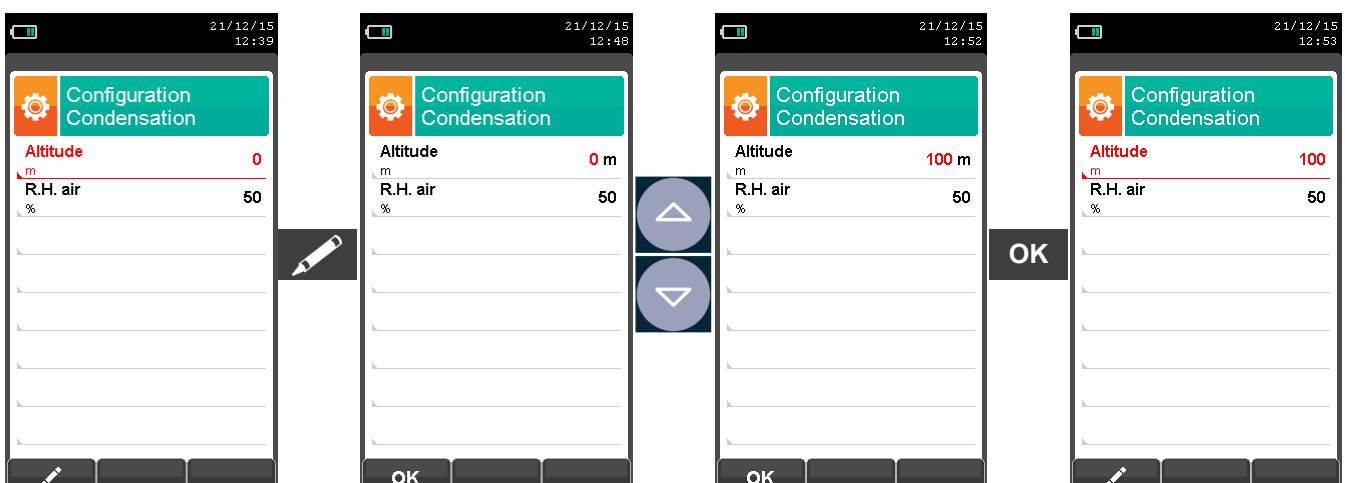 21/12/15
12:39
Configuration
Condensation
Altitude
0
m
R.H. air
50
%
21/12/15
12:48
Configuration
Condensation
Altitude
0 m
m
R.H. air
50
%
OK
21/12/15
12:52
Configuration
Condensation
Altitude
100 m
m
R.H. air
50
%
OK
OK
21/12/15
12:53
Configuration
Condensation
Altitude
100
m
R.H. air
50
%